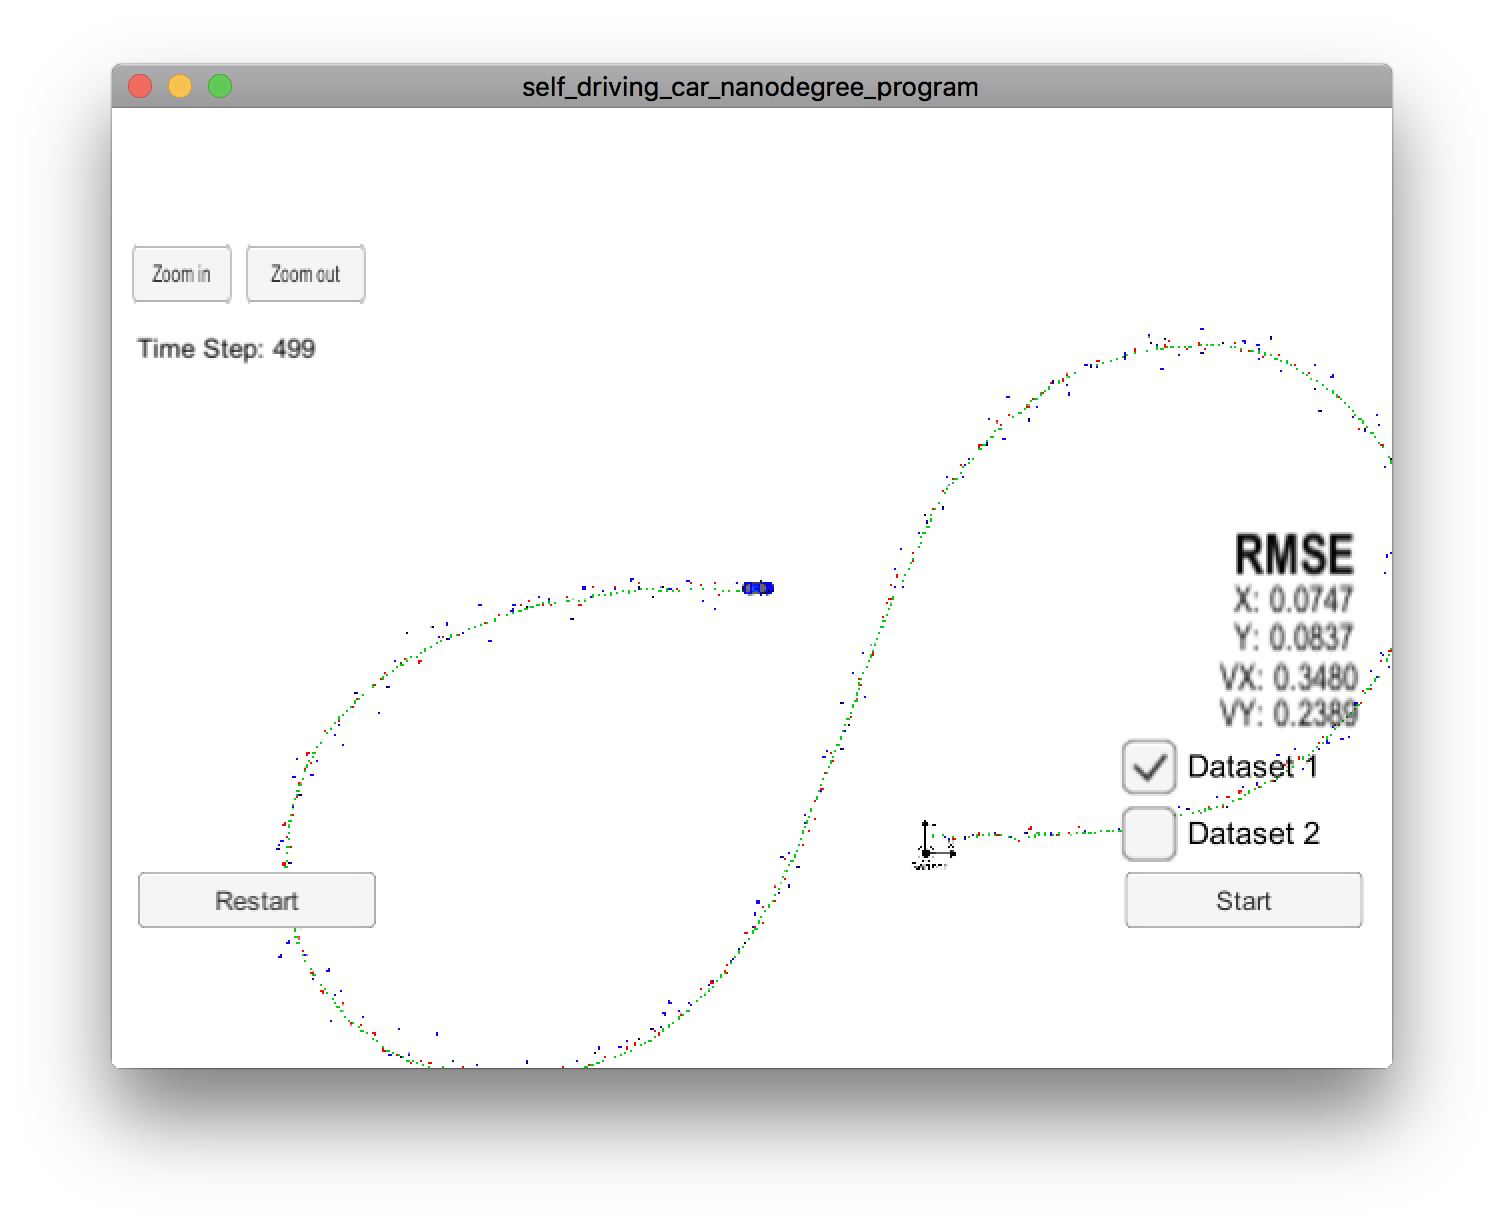 self_driving_car_nanodegree_program
Zoom in
Zoom out
Time Step: 499
RMSE
X: 0.0747
Y: 0.0837
VX: 0.3480
VY: 0.2389
Dataset 1
Dataset 2
Restart
Start